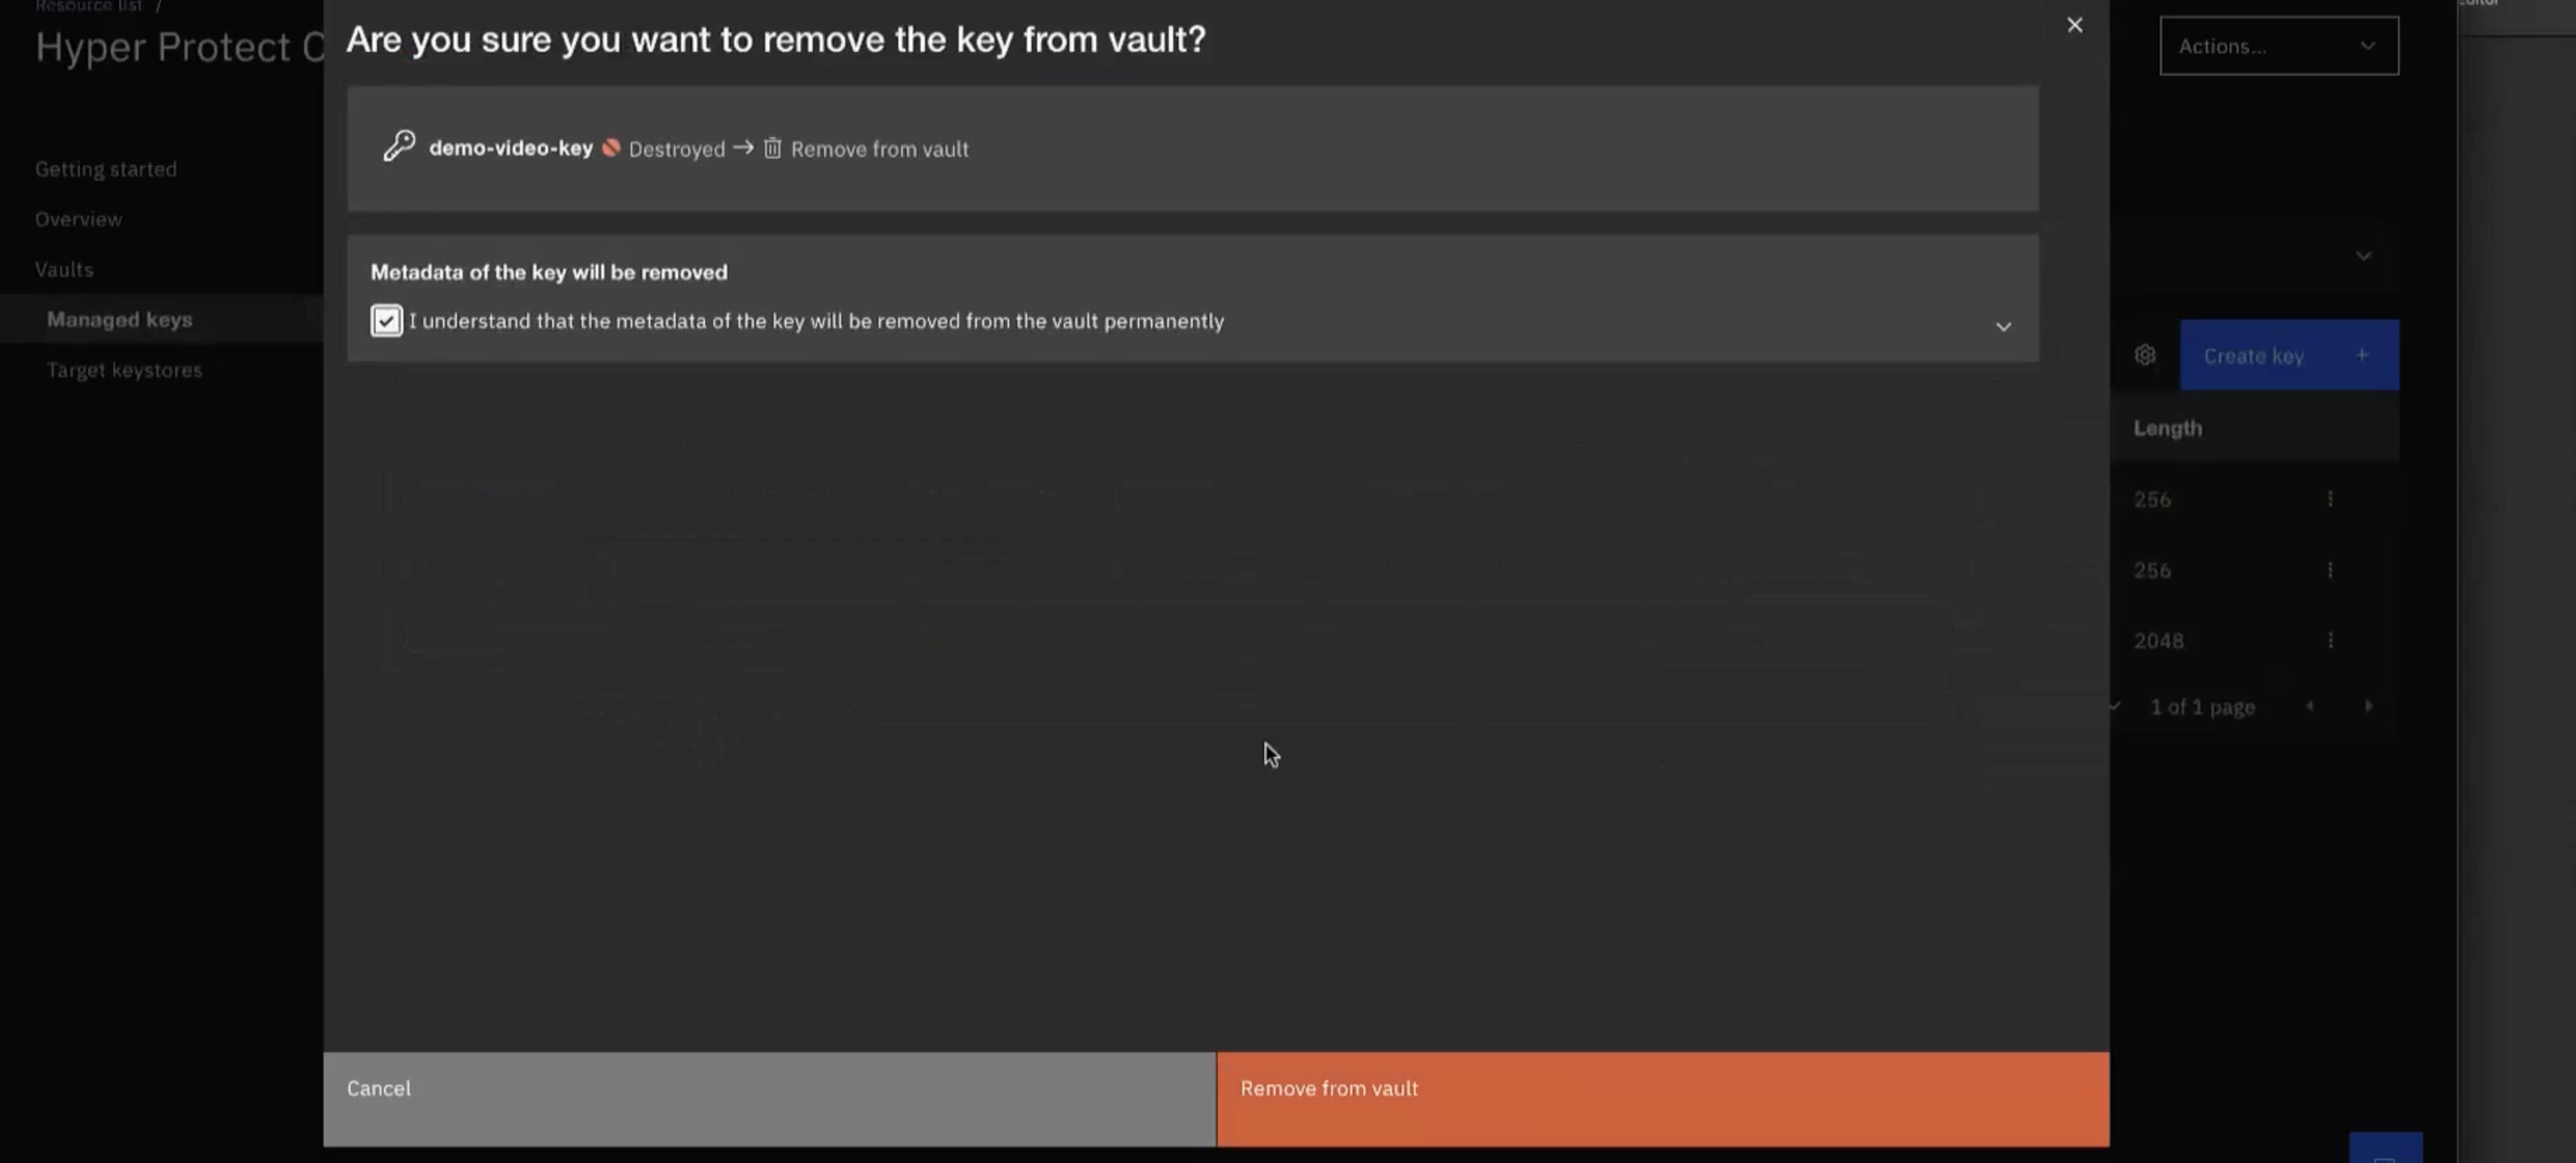 Resource list /
Hyper Protect C
Are you sure you want to remove the key from vault?
Actions...
demo-video-key Destroyed → Remove from vault
Getting started
Overview
Vaults
Managed keys
Target keystores
Metadata of the key will be removed
I understand that the metadata of the key will be removed from the vault permanently
Create key +
Length
256
256
2048
1 of 1 page
Cancel
Remove from vault